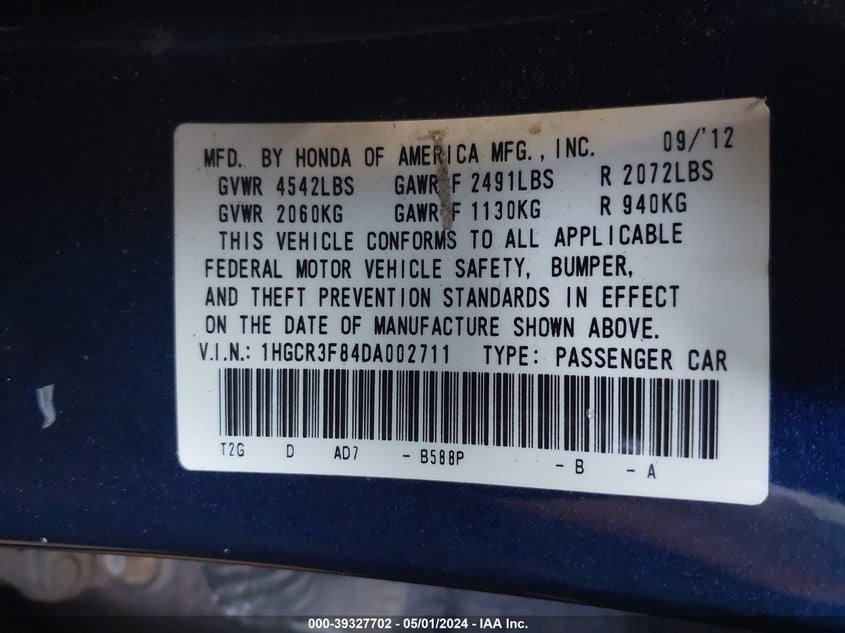 MFD. BY HONDA OF AMERICA MFG., INC. 09/'12
GVWR 4542LBS GAWR F 2491LBS R 2072LBS
GVWR 2060KG GAWR F 1130KG R 940KG
THIS VEHICLE CONFORMS TO ALL APPLICABLE
FEDERAL MOTOR VEHICLE SAFETY, BUMPER,
AND THEFT PREVENTION STANDARDS IN EFFECT
ON THE DATE OF MANUFACTURE SHOWN ABOVE.
V.I.N.: 1HGCR3F84DA002711 TYPE: PASSENGER CAR
T2G D AD7 - B588P - B - A
000-39327702 - 05/01/2024 - IAA Inc.